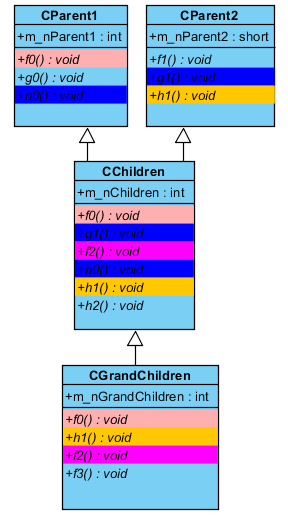 CParent1
+m_nParent1 : int
+f0() : void
+g0() : void
+h0() : void
CParent2
+m_nParent2 : short
+f1() : void
+g1() : void
+h1() : void
CChildren
+m_nChildren : int
+f0() : void
+g1() : void
+f2() : void
+h0() : void
+h1() : void
+h2() : void
CGrandChildren
+m_nGrandChildren : int
+f0() : void
+h1() : void
+f2() : void
+f3() : void